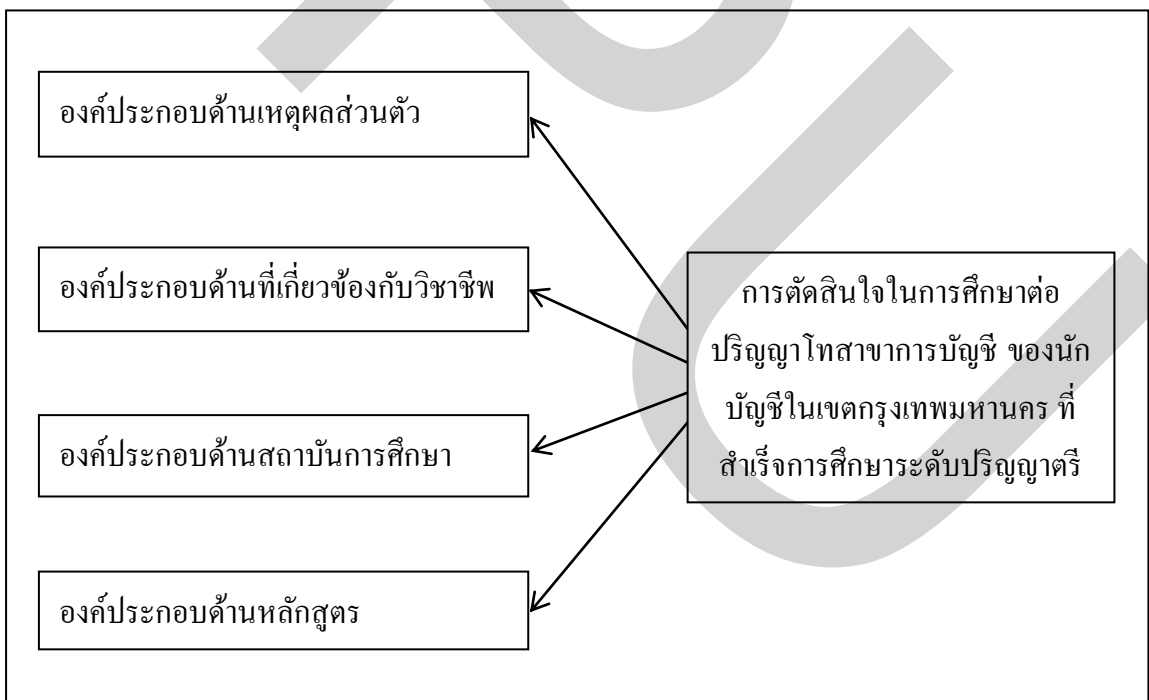 องค์ประกอบด้านเหตุผลส่วนตัว
องค์ประกอบด้านที่เกี่ยวข้องกับวิชาชีพ
องค์ประกอบด้านสถาบันการศึกษา
องค์ประกอบด้านหลักสูตร
การตัดสินใจในการศึกษาต่อ
ปริญญาโทสาขาการบัญชี ของนัก
บัญชีในเขตกรุงเทพมหานคร ที่
สำเร็จการศึกษาระดับปริญญาตรี